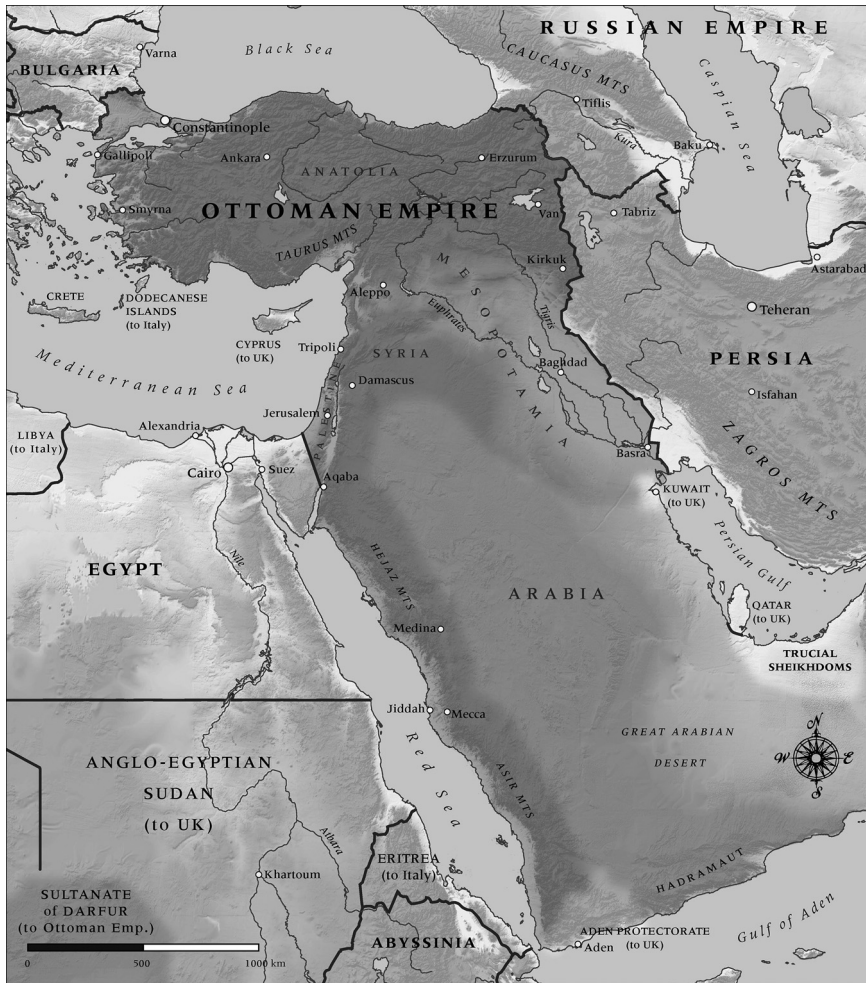 RUSSIAN EMPIRE
Black Sea
Varna
BULGARIA
CAUCASUS MTS
Caspian Sea
Tiflis
Kura
Baku
Constantinople
Gallipoli
Ankara
ANATOLIA
Erzurum
OTTOMAN EMPIRE
Smyrna
Van
Tabriz
TAURUS MTS
Kirkuk
Astarabad
MESOPOTAMIA
Aleppo
CRETE
DODECANESE
ISLANDS
(to Italy)
Euphrates
Tigris
Teheran
CYPRUS
(to UK)
Tripoli
SYRIA
Baghdad
PERSIA
Mediterranean Sea
Damascus
Isfahan
PALESTINE
Jerusalem
Alexandria
LIBYA
(to Italy)
Basra
ZAGROS MTS
Cairo
Suez
Aqaba
KUWAIT
(to UK)
Persian Gulf
Nile
EGYPT
HEJAZ MTS
ARABIA
QATAR
(to UK)
Medina
TRUCIAL
SHEIKHDOMS
Jiddah
Mecca
Red Sea
GREAT ARABIAN
DESERT
N
W
E
S
ANGLO-EGYPTIAN
SUDAN
(to UK)
ASIR MTS
Atbara
ERITREA
(to Italy)
HADRAMAUT
Khartoum
SULTANATE
of DARFUR
(to Ottoman Emp.)
ABYSSINIA
ADEN PROTECTORATE
(to UK)
Aden
Gulf of Aden
0
500
1000 km